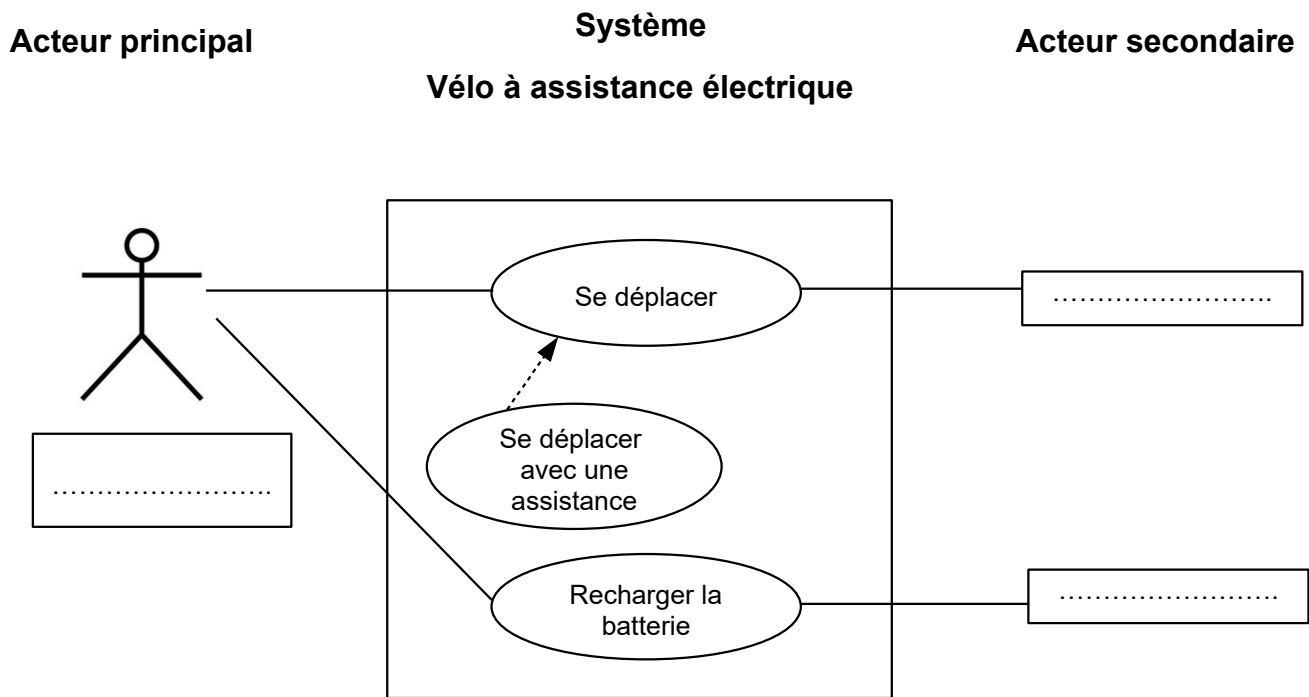 Acteur principal
Système
Vélo à assistance électrique
Acteur secondaire
Se déplacer
……………………….
Se déplacer
avec une
assistance
……………………….
Recharger la
batterie
……………………….